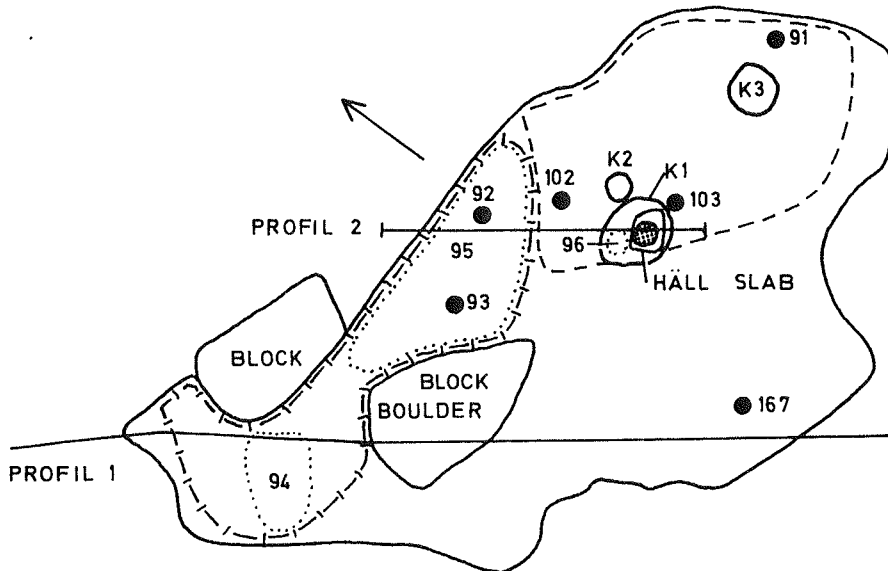 91
K3
K2
K1
102
103
92
PROFIL 2
95
96
HÄLL SLAB
93
BLOCK
BLOCK
BOULDER
167
PROFIL 1
94